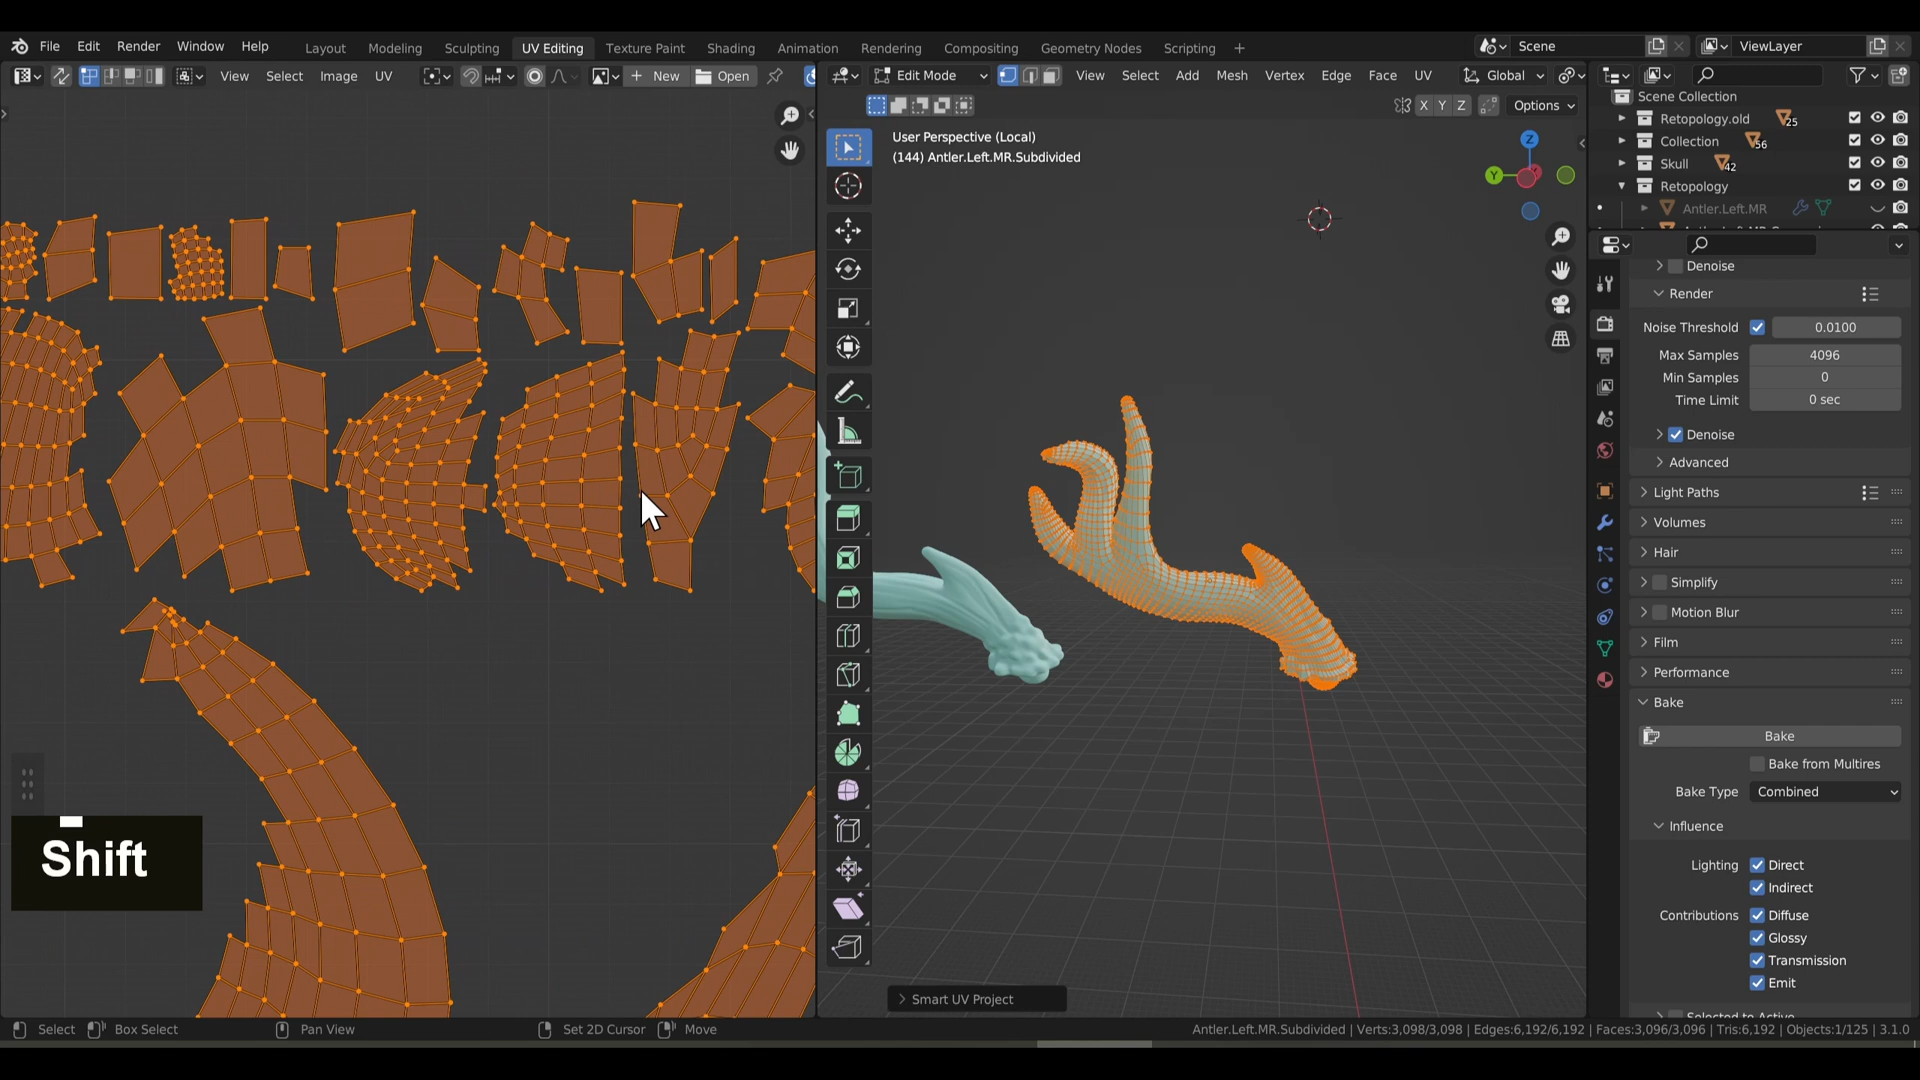 File Edit Render Window Help Layout Modeling Sculpting UV Editing Texture Paint Shading Animation Rendering Compositing Geometry Nodes Scripting Scene ViewLayer
View Select Image UV New Open Edit Mode View Select Add Mesh Vertex Edge Face UV Global
X Y Z Options
User Perspective (Local)
(144) Antler.Left.MR.Subdivided
Z
Y
Scene Collection
Retopology.old 25
Collection 56
Skull 42
Retopology
Antler.Left.MR
Denoise
Render
Noise Threshold 0.0100
Max Samples 4096
Min Samples 0
Time Limit 0 sec
Denoise
Advanced
Light Paths
Volumes
Hair
Simplify
Motion Blur
Film
Performance
Bake
Bake
Bake from Multires
Bake Type Combined
Influence
Lighting Direct
Indirect
Contributions Diffuse
Glossy
Transmission
Emit
Shift
Smart UV Project
Select Box Select Pan View Set 2D Cursor Move Antler.Left.MR.Subdivided | Verts:3,098/3,098 | Edges:6,192/6,192 | Faces:3,096/3,096 | Tris:6,192 | Objects:1/125 | 3.1.0